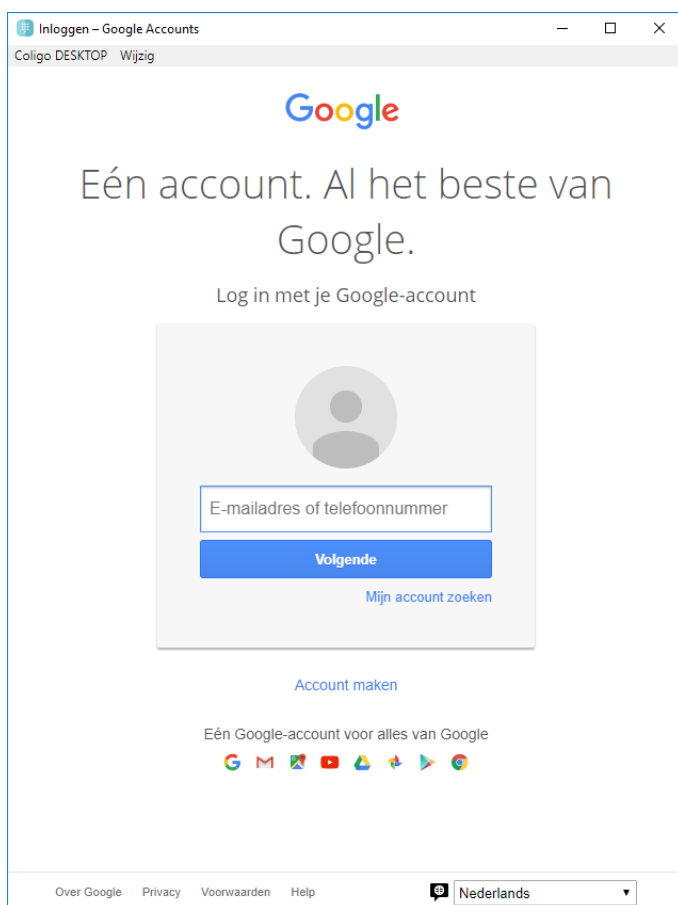 Inloggen – Google Accounts
Coligo DESKTOP Wijzig
Google
Eén account. Al het beste van
Google.
Log in met je Google-account
E-mailadres of telefoonnummer
Volgende
Mijn account zoeken
Account maken
Eén Google-account voor alles van Google
Over Google Privacy Voorwaarden Help Nederlands